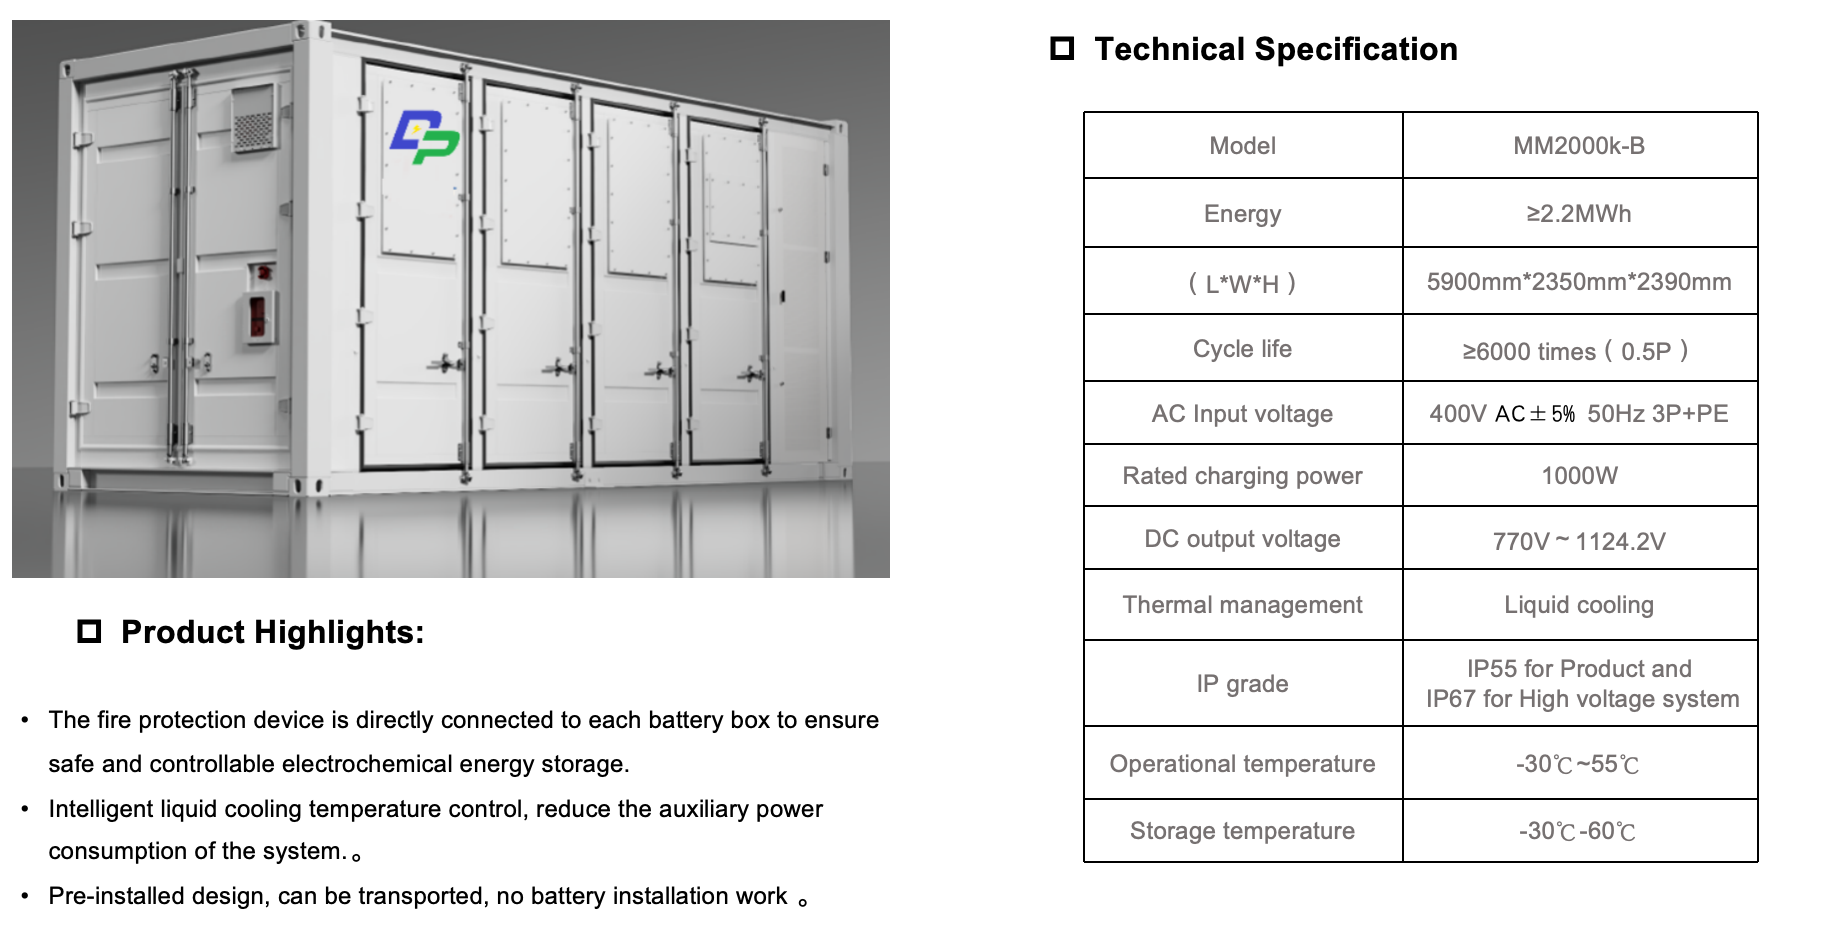 DP
Product Highlights:
• The fire protection device is directly connected to each battery box to ensure
safe and controllable electrochemical energy storage.
• Intelligent liquid cooling temperature control, reduce the auxiliary power
consumption of the system.。
• Pre-installed design, can be transported, no battery installation work 。
Technical Specification
Model MM2000k-B
Energy ≥2.2MWh
（L*W*H） 5900mm*2350mm*2390mm
Cycle life ≥6000 times（0.5P）
AC Input voltage 400V AC±5% 50Hz 3P+PE
Rated charging power 1000W
DC output voltage 770V~1124.2V
Thermal management Liquid cooling
IP grade IP55 for Product and
IP67 for High voltage system
Operational temperature -30℃~55℃
Storage temperature -30℃-60℃